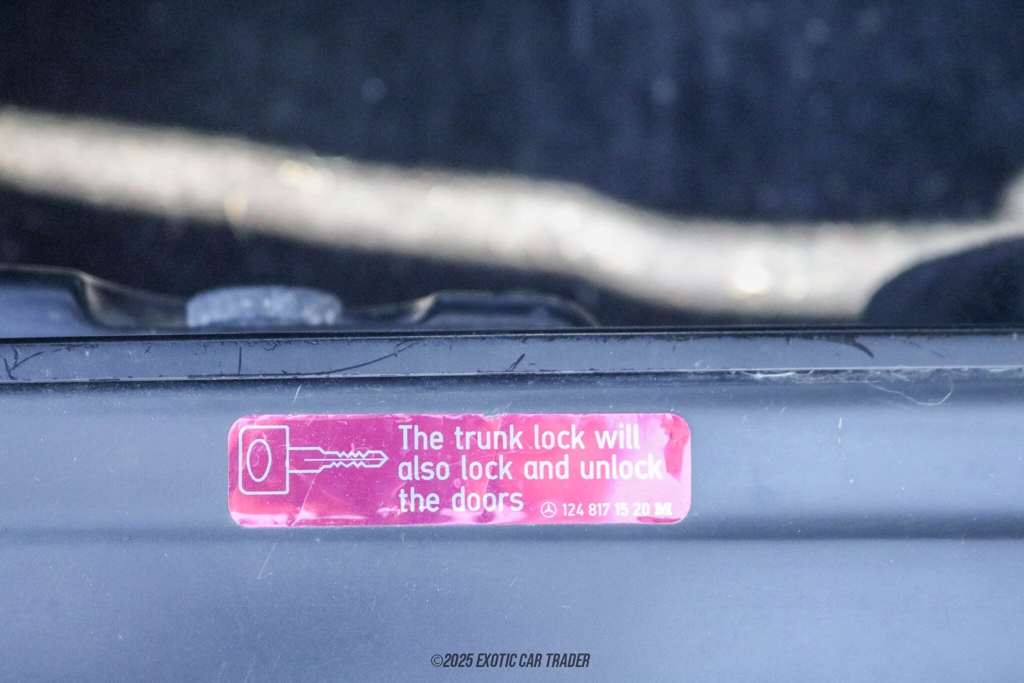 The trunk lock will
also lock and unlock
the doors
124 817 15 20 M
©2025 EXOTIC CAR TRADER